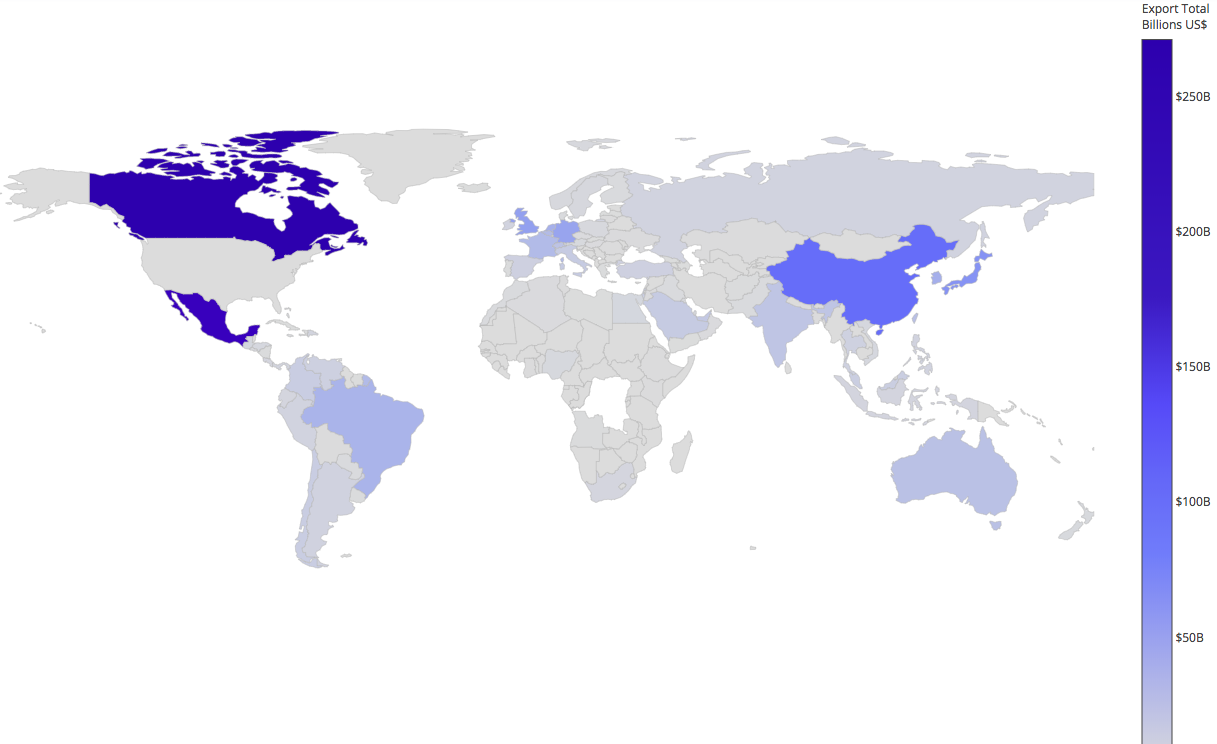 Export Total
Billions US$
$250B
$200B
$150B
$100B
$50B